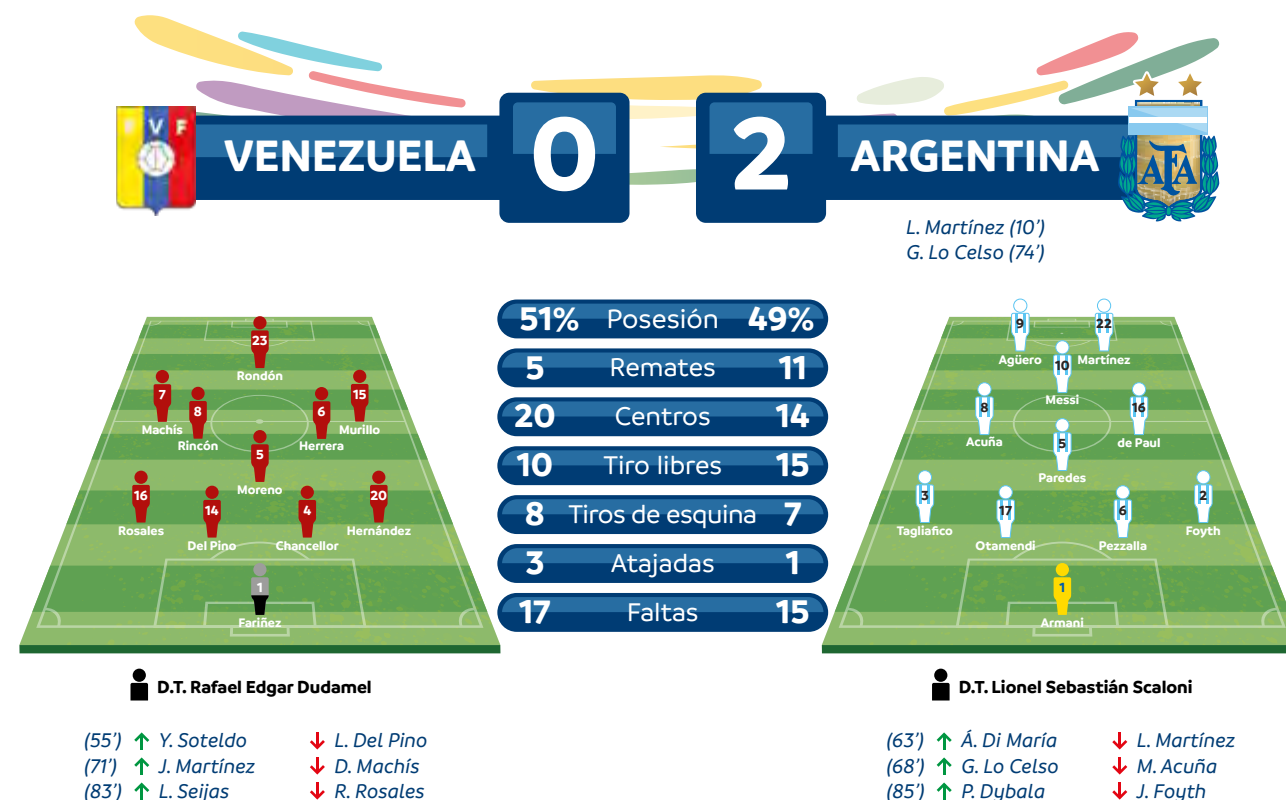 V F
VENEZUELA 0 2 ARGENTINA
AFA
L. Martínez (10')
G. Lo Celso (74')
51% Posesión 49%
5 Remates 11
20 Centros 14
10 Tiro libres 15
8 Tiros de esquina 7
3 Atajadas 1
17 Faltas 15
23
Rondón
7
Machís
15
Murillo
8
Rincón
6
Herrera
5
Moreno
16
Rosales
20
Hernández
14
Del Pino
4
Chancellor
1
Fariñez
9
Agüero
22
Martínez
10
Messi
8
Acuña
16
de Paul
5
Paredes
3
Tagliafico
2
Foyth
17
Otamendi
6
Pezzalla
1
Armani
D.T. Rafael Edgar Dudamel
(55') ↑ Y. Soteldo ↓ L. Del Pino
(71') ↑ J. Martínez ↓ D. Machís
(83') ↑ L. Seijas ↓ R. Rosales
D.T. Lionel Sebastián Scaloni
(63') ↑ Á. Di María ↓ L. Martínez
(68') ↑ G. Lo Celso ↓ M. Acuña
(85') ↑ P. Dybala ↓ J. Foyth